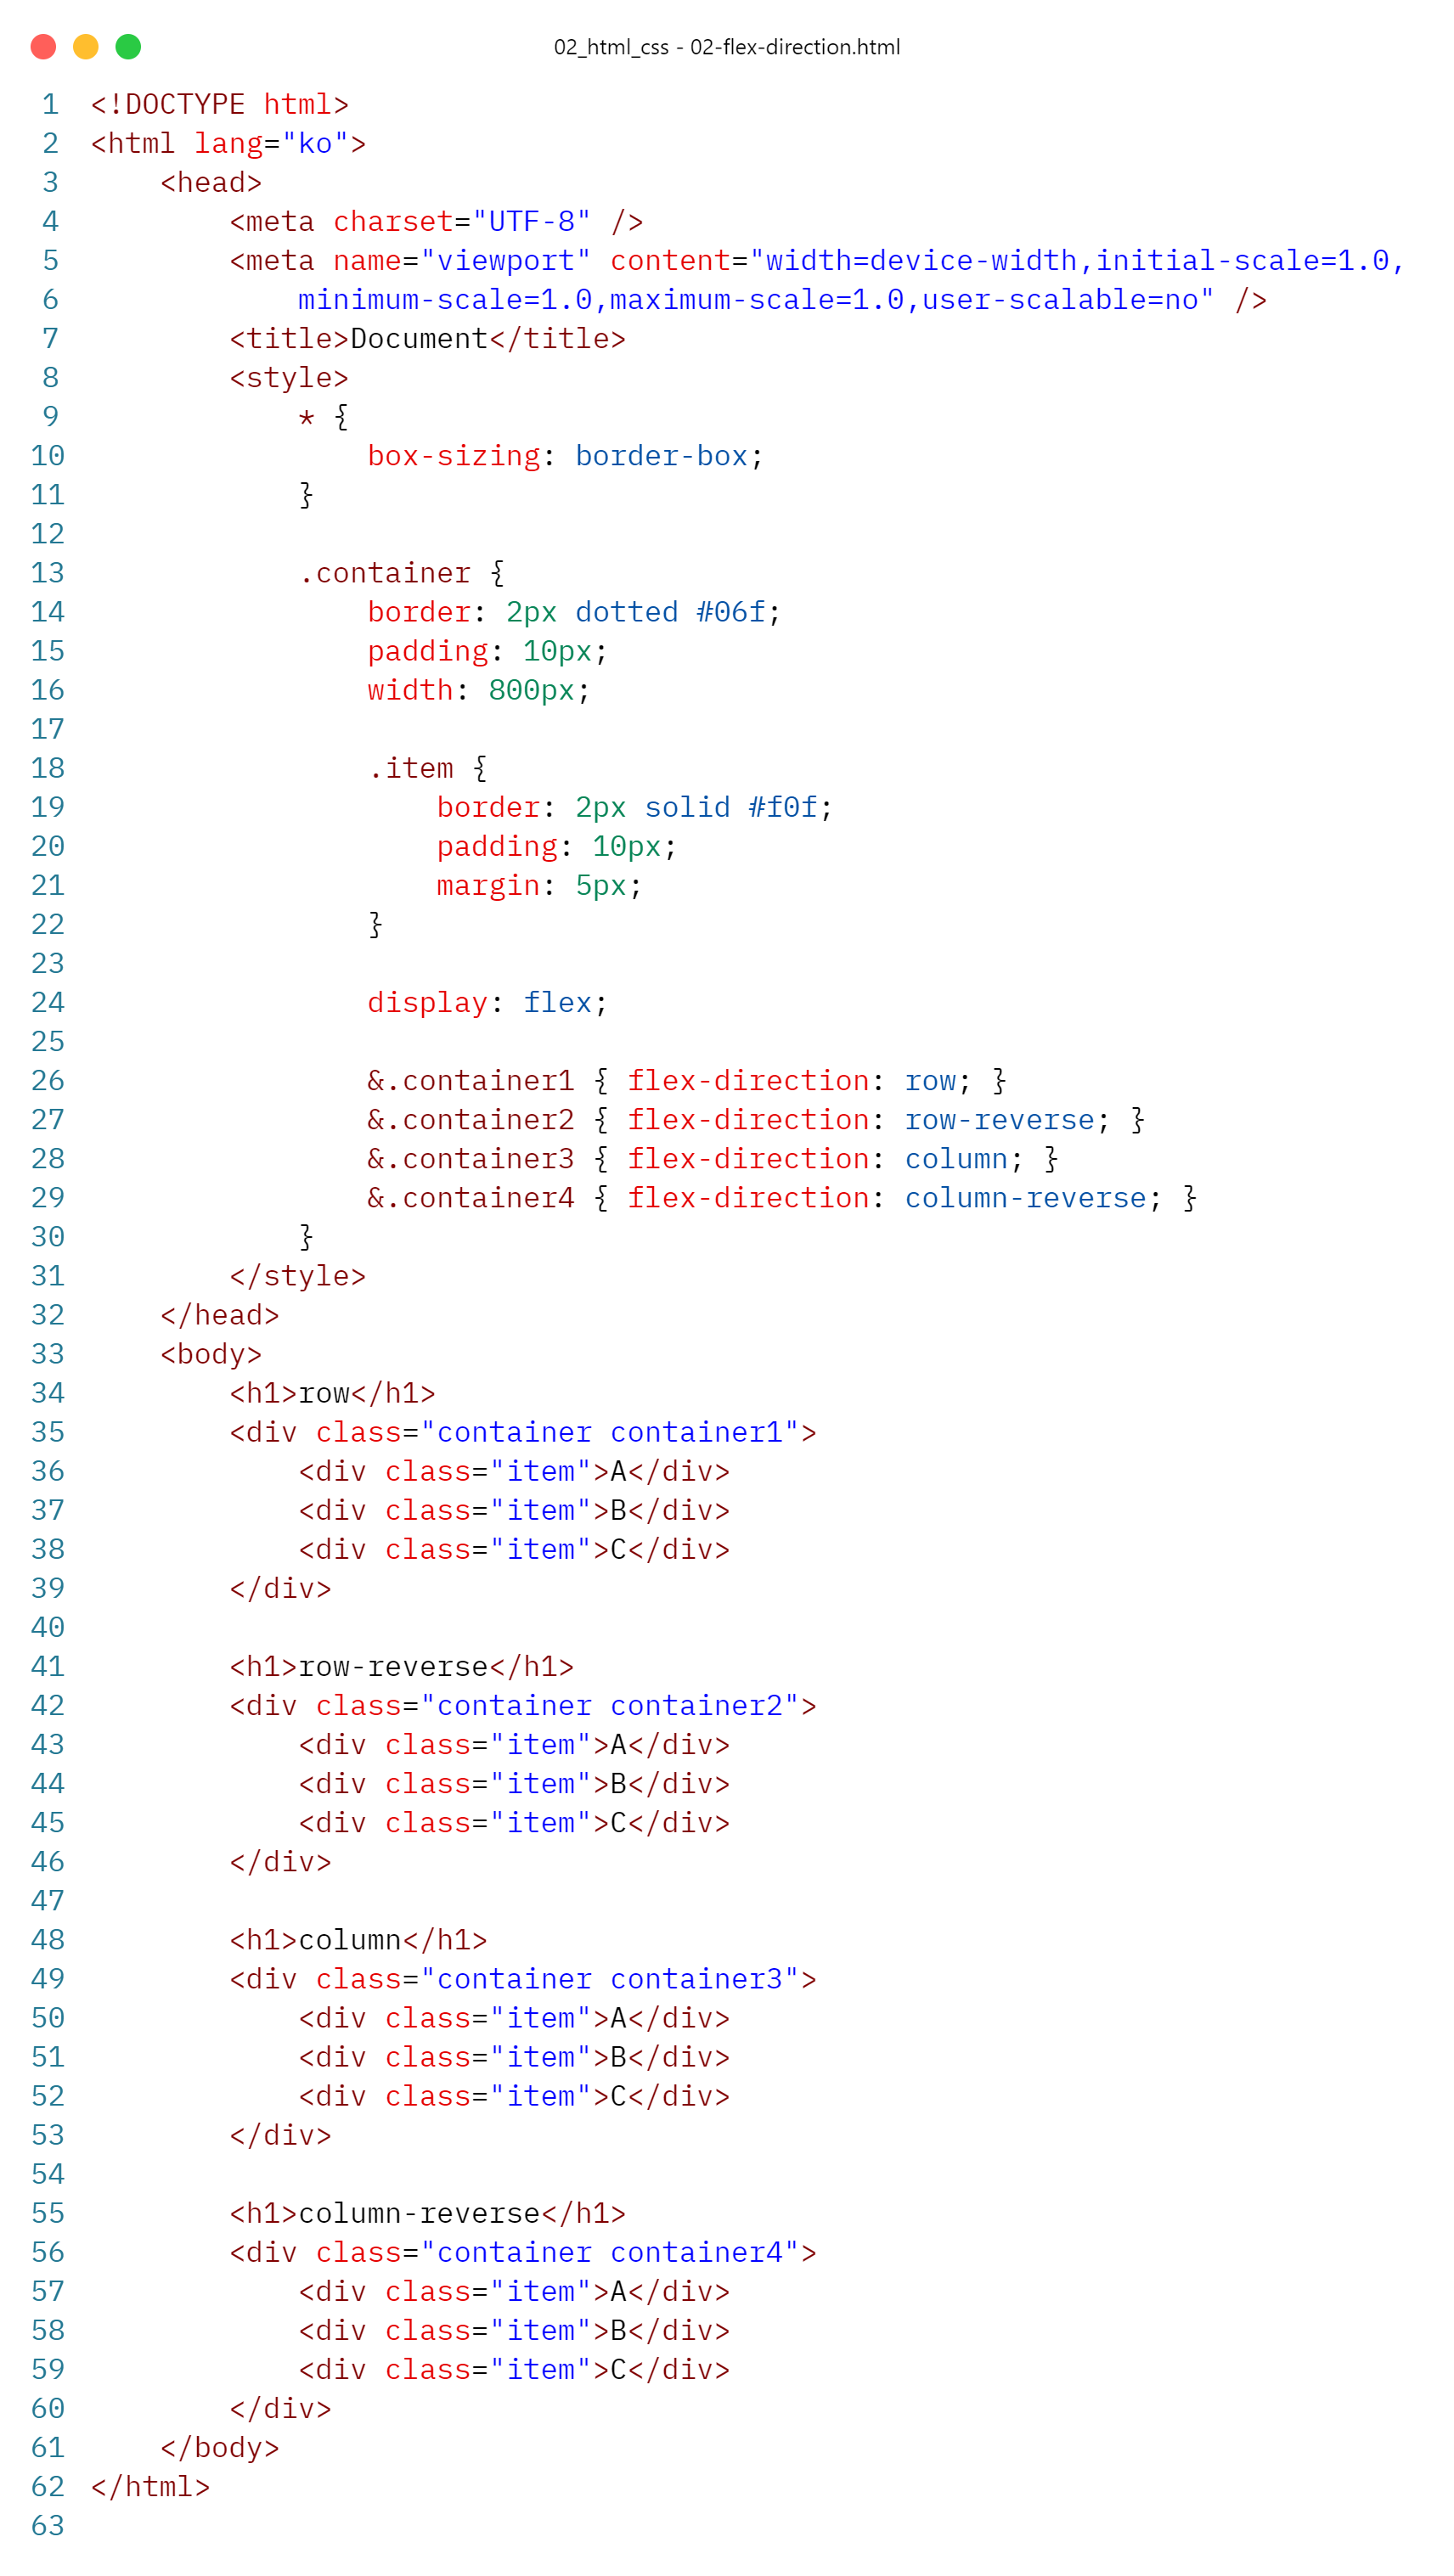 02_html_css - 02-flex-direction.html
1 <!DOCTYPE html>
2 <html lang="ko">
3     <head>
4         <meta charset="UTF-8" />
5         <meta name="viewport" content="width=device-width,initial-scale=1.0,
6             minimum-scale=1.0,maximum-scale=1.0,user-scalable=no" />
7         <title>Document</title>
8         <style>
9             * {
10                 box-sizing: border-box;
11             }
12
13             .container {
14                 border: 2px dotted #06f;
15                 padding: 10px;
16                 width: 800px;
17
18                 .item {
19                     border: 2px solid #f0f;
20                     padding: 10px;
21                     margin: 5px;
22                 }
23
24                 display: flex;
25
26                 &.container1 { flex-direction: row; }
27                 &.container2 { flex-direction: row-reverse; }
28                 &.container3 { flex-direction: column; }
29                 &.container4 { flex-direction: column-reverse; }
30             }
31         </style>
32     </head>
33     <body>
34         <h1>row</h1>
35         <div class="container container1">
36             <div class="item">A</div>
37             <div class="item">B</div>
38             <div class="item">C</div>
39         </div>
40
41         <h1>row-reverse</h1>
42         <div class="container container2">
43             <div class="item">A</div>
44             <div class="item">B</div>
45             <div class="item">C</div>
46         </div>
47
48         <h1>column</h1>
49         <div class="container container3">
50             <div class="item">A</div>
51             <div class="item">B</div>
52             <div class="item">C</div>
53         </div>
54
55         <h1>column-reverse</h1>
56         <div class="container container4">
57             <div class="item">A</div>
58             <div class="item">B</div>
59             <div class="item">C</div>
60         </div>
61     </body>
62 </html>
63